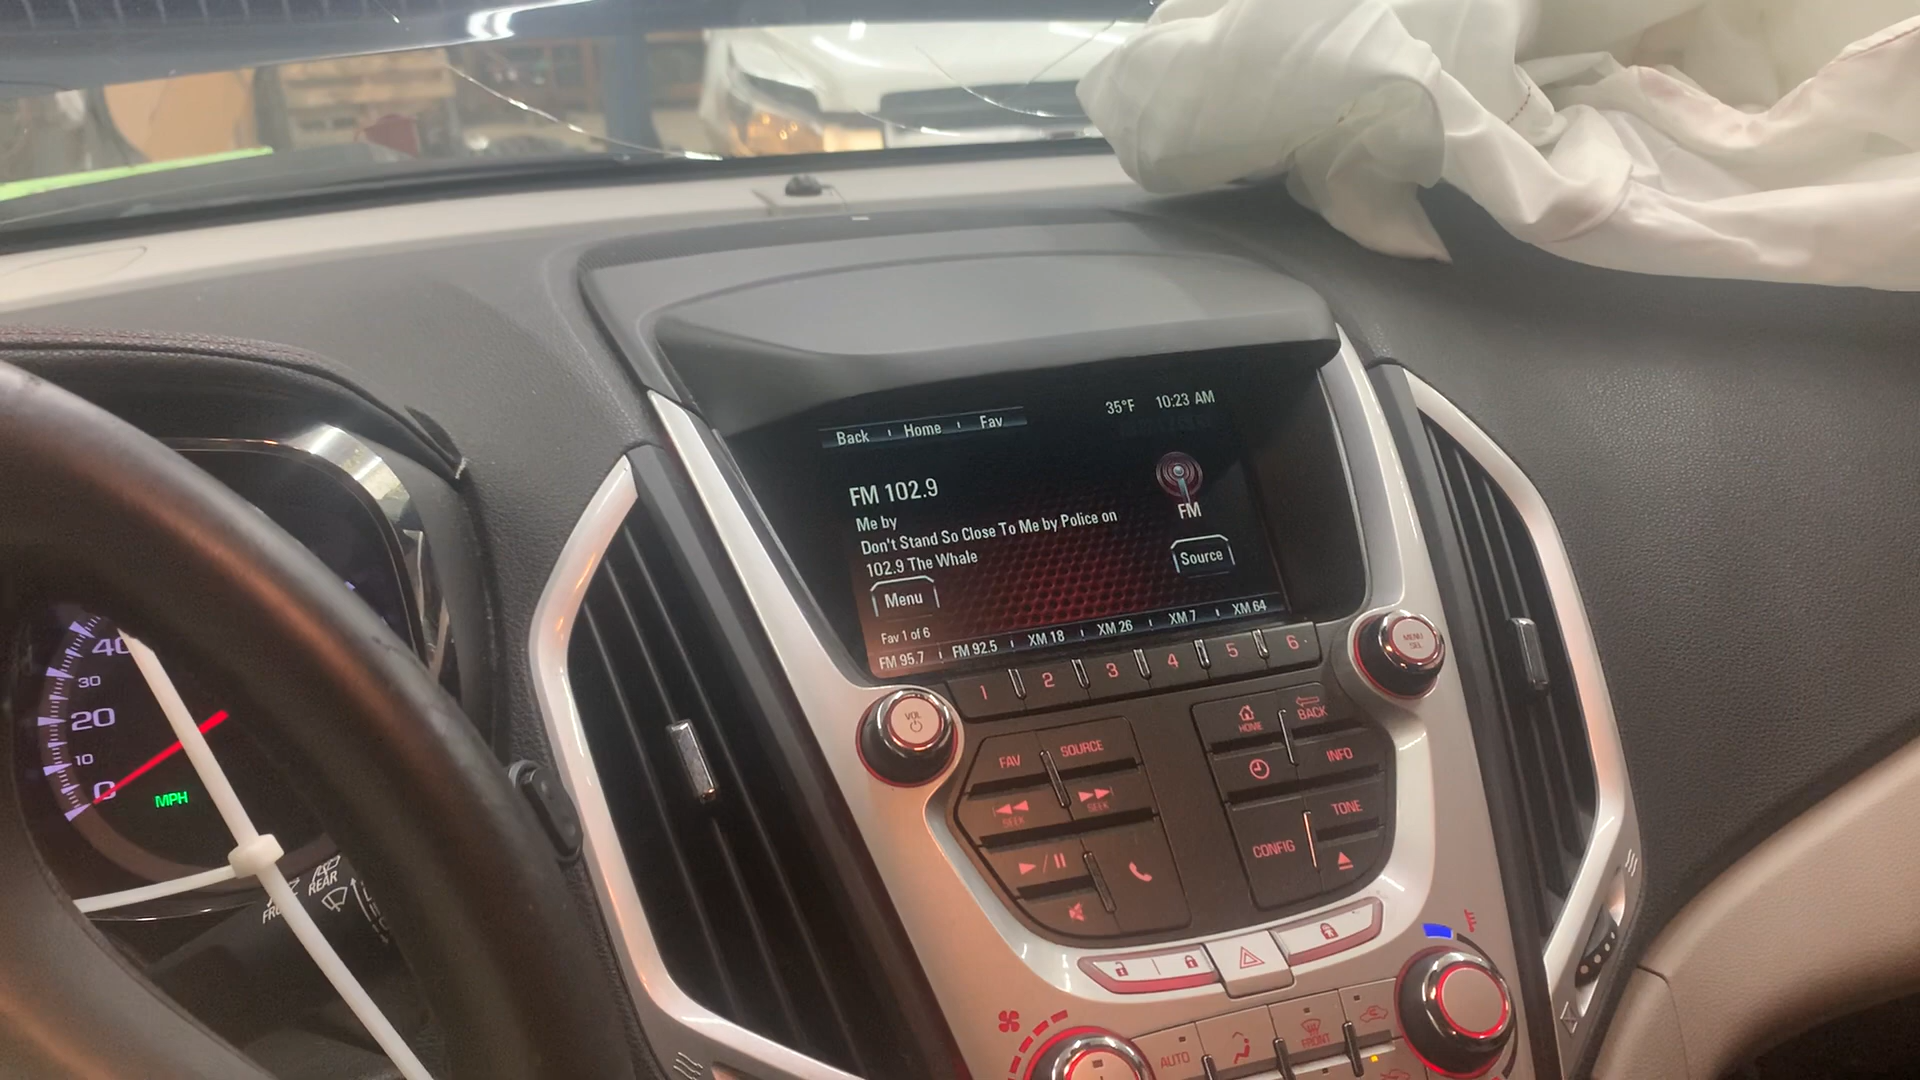 35°F 10:23 AM
Back Home Fav
FM 102.9
Me by
Don't Stand So Close To Me by Police on
102.9 The Whale
FM
Source
Menu
Fav 1 of 6
FM 95.7 FM 92.5 XM 18 XM 26 XM 7 XM 64
1 2 3 4 5 6
VOL
MENU
SEL
FAV SOURCE
SEEK SEEK
HOME BACK
INFO
TONE
CONFIG
AUTO
FRONT
40
30
20
10
0
MPH
REAR